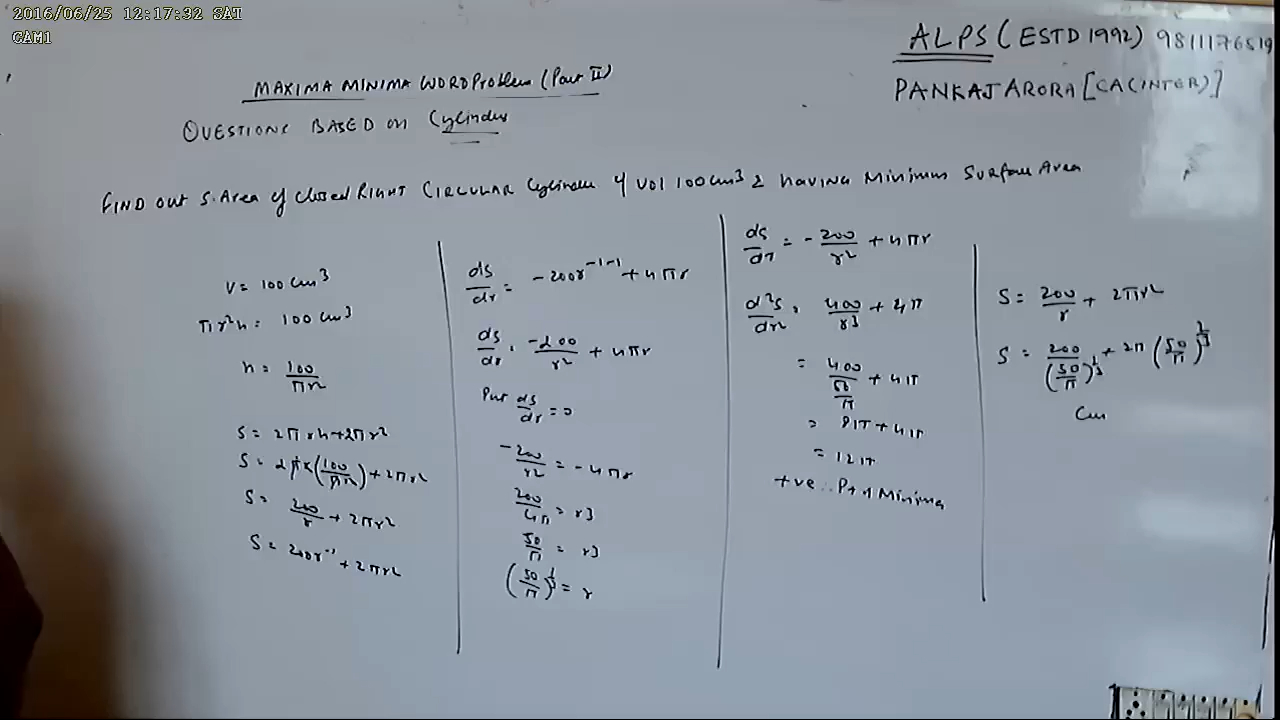 2016/06/25 12:17:32 SAT
CAM1
ALPS (ESTD 1992) 9811176519
PANKAJ ARORA [CA(INTER)]
MAXIMA MINIMA WORD Problem (Part II)
QUESTIONS BASED on Cylinder
FIND out S.Area of closed RIGHT CIRCULAR Cylinder of Vol 100cm³ & having Minimum Surface Area
V = 100cm³
πr²h = 100 cm³
h = 100/πr²
S = 2πrh+2πr²
S = 2πr(100/πr²)+2πr²
S = 200/r + 2πr²
S = 200r⁻¹ + 2πr²
ds/dr = -200r⁻¹⁻¹ + 4πr
ds/dr = -200/r² + 4πr
Put ds/dr = 0
-200/r² = -4πr
200/4π = r3
50/π = r3
(50/π)^1/3 = r
ds/dr = -200/r² + 4πr
d²s/dr² = 400/r3 + 4π
= 400/(50/π) + 4π
= 8π + 4π
= 12π
+ve ∴ Pt of Minima
S = 200/r + 2πr²
S = 200/(50/π)^1/3 + 2π (50/π)^2/3
Cm